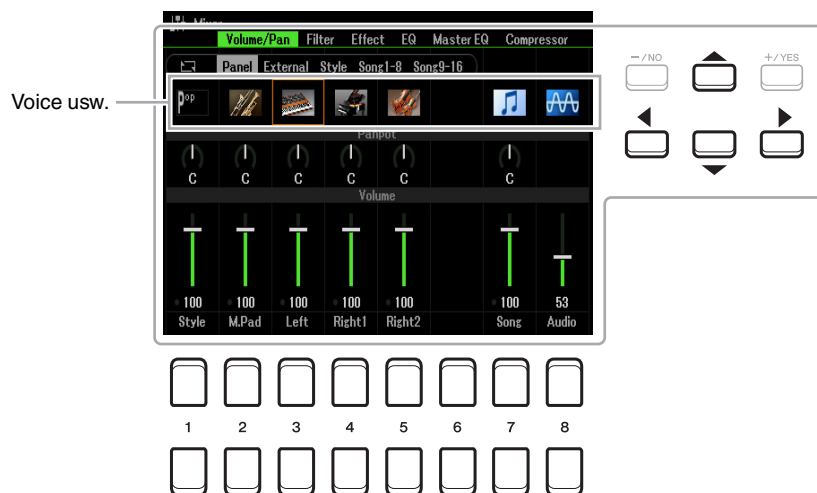 Mixer
Volume/Pan Filter Effect EQ Master EQ Compressor
Panel External Style Song1-8 Song9-16
−/NO +/YES
Voice usw.
Pop
Panpot
C C C C C C
Volume
100 100 100 100 100 100 53
Style M.Pad Left Right1 Right2 Song Audio
1 2 3 4 5 6 7 8